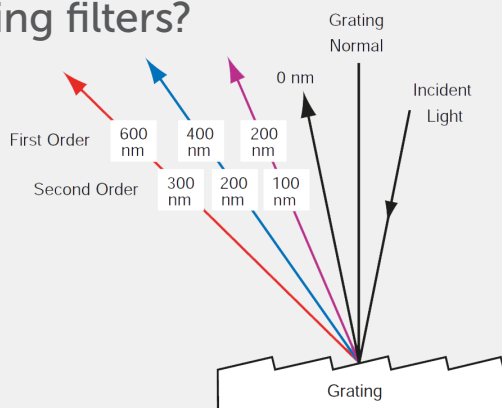 ing filters?
Grating
Normal
0 nm
Incident
Light
First Order
600
nm
400
nm
200
nm
Second Order
300
nm
200
nm
100
nm
Grating